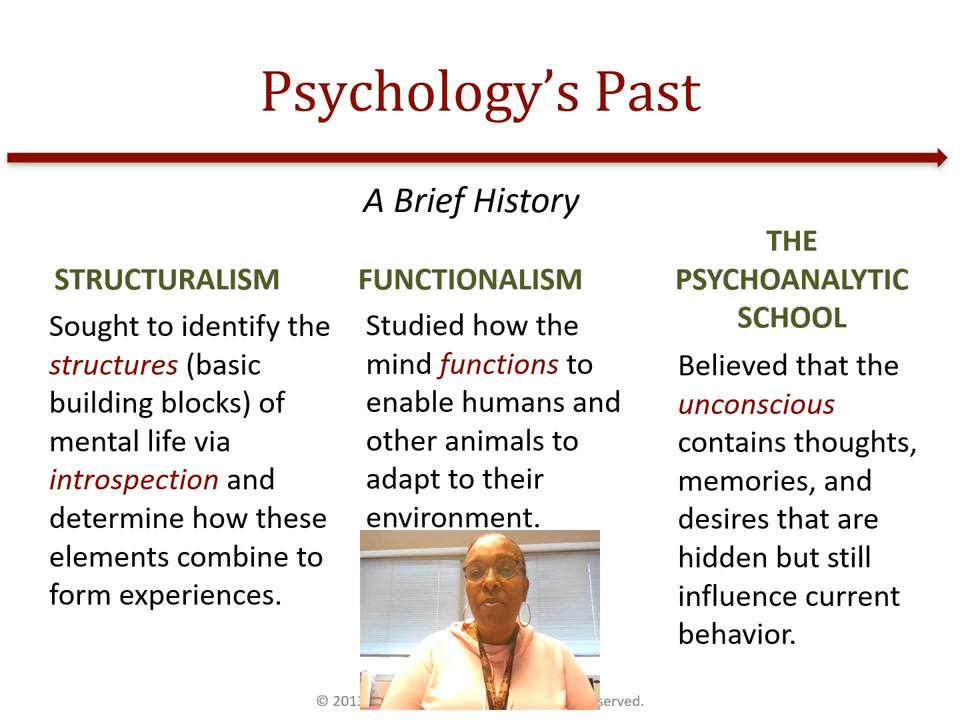 Psychology’s Past
A Brief History
STRUCTURALISM
Sought to identify the
structures (basic
building blocks) of
mental life via
introspection and
determine how these
elements combine to
form experiences.
FUNCTIONALISM
Studied how the
mind functions to
enable humans and
other animals to
adapt to their
environment.
THE
PSYCHOANALYTIC
SCHOOL
Believed that the
unconscious
contains thoughts,
memories, and
desires that are
hidden but still
influence current
behavior.
©